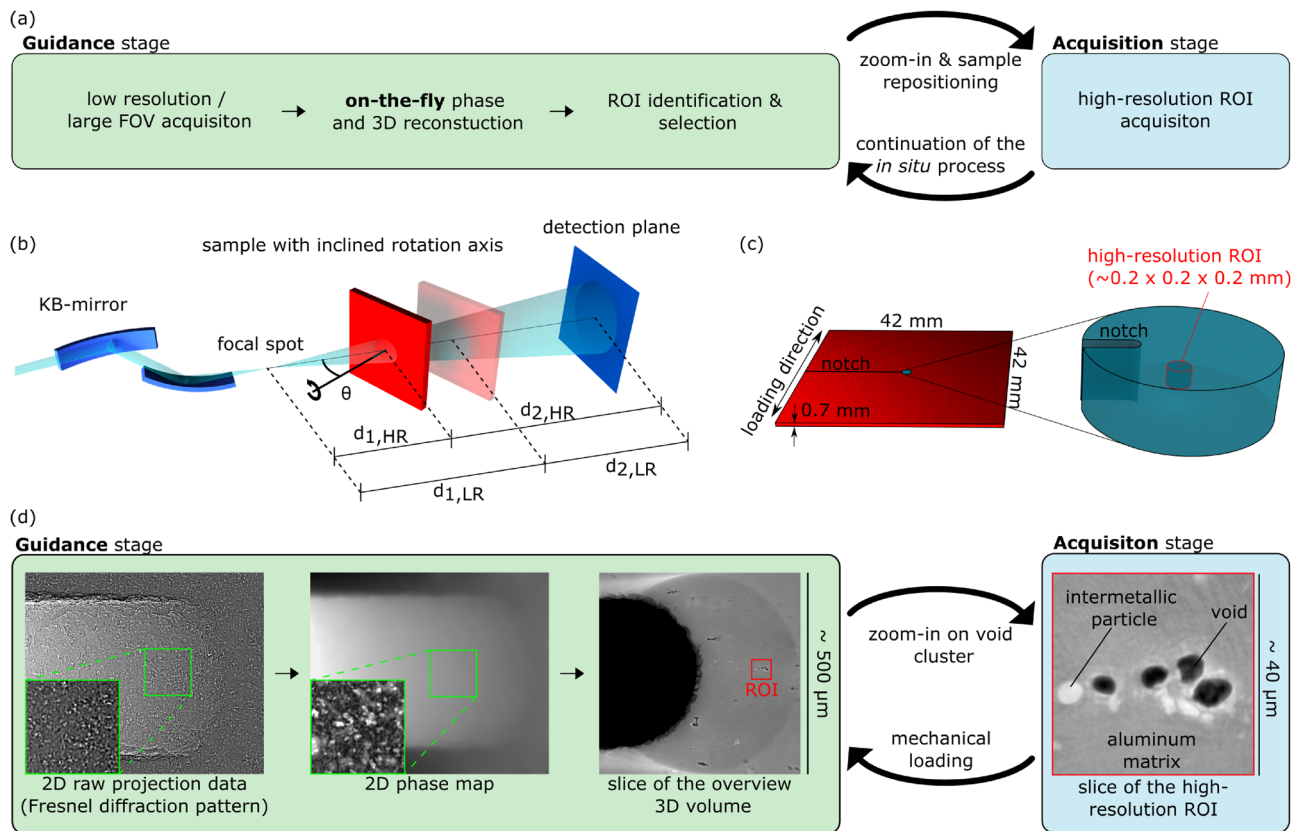 (a)
Guidance stage
low resolution /
large FOV acquisiton
on-the-fly phase
and 3D reconstuction
ROI identification &
selection
zoom-in & sample
repositioning
continuation of the
in situ process
Acquisition stage
high-resolution ROI
acquisiton
(b)
sample with inclined rotation axis
detection plane
KB-mirror
focal spot
θ
d1,HR
d2,HR
d1,LR
d2,LR
(c)
high-resolution ROI
(~0.2 x 0.2 x 0.2 mm)
42 mm
notch
notch
42 mm
loading direction
0.7 mm
(d)
Guidance stage
2D raw projection data
(Fresnel diffraction pattern)
2D phase map
ROI
slice of the overview
3D volume
~ 500 μm
zoom-in on void
cluster
mechanical
loading
Acquisiton stage
intermetallic
particle
void
aluminum
matrix
~ 40 μm
slice of the high-
resolution ROI